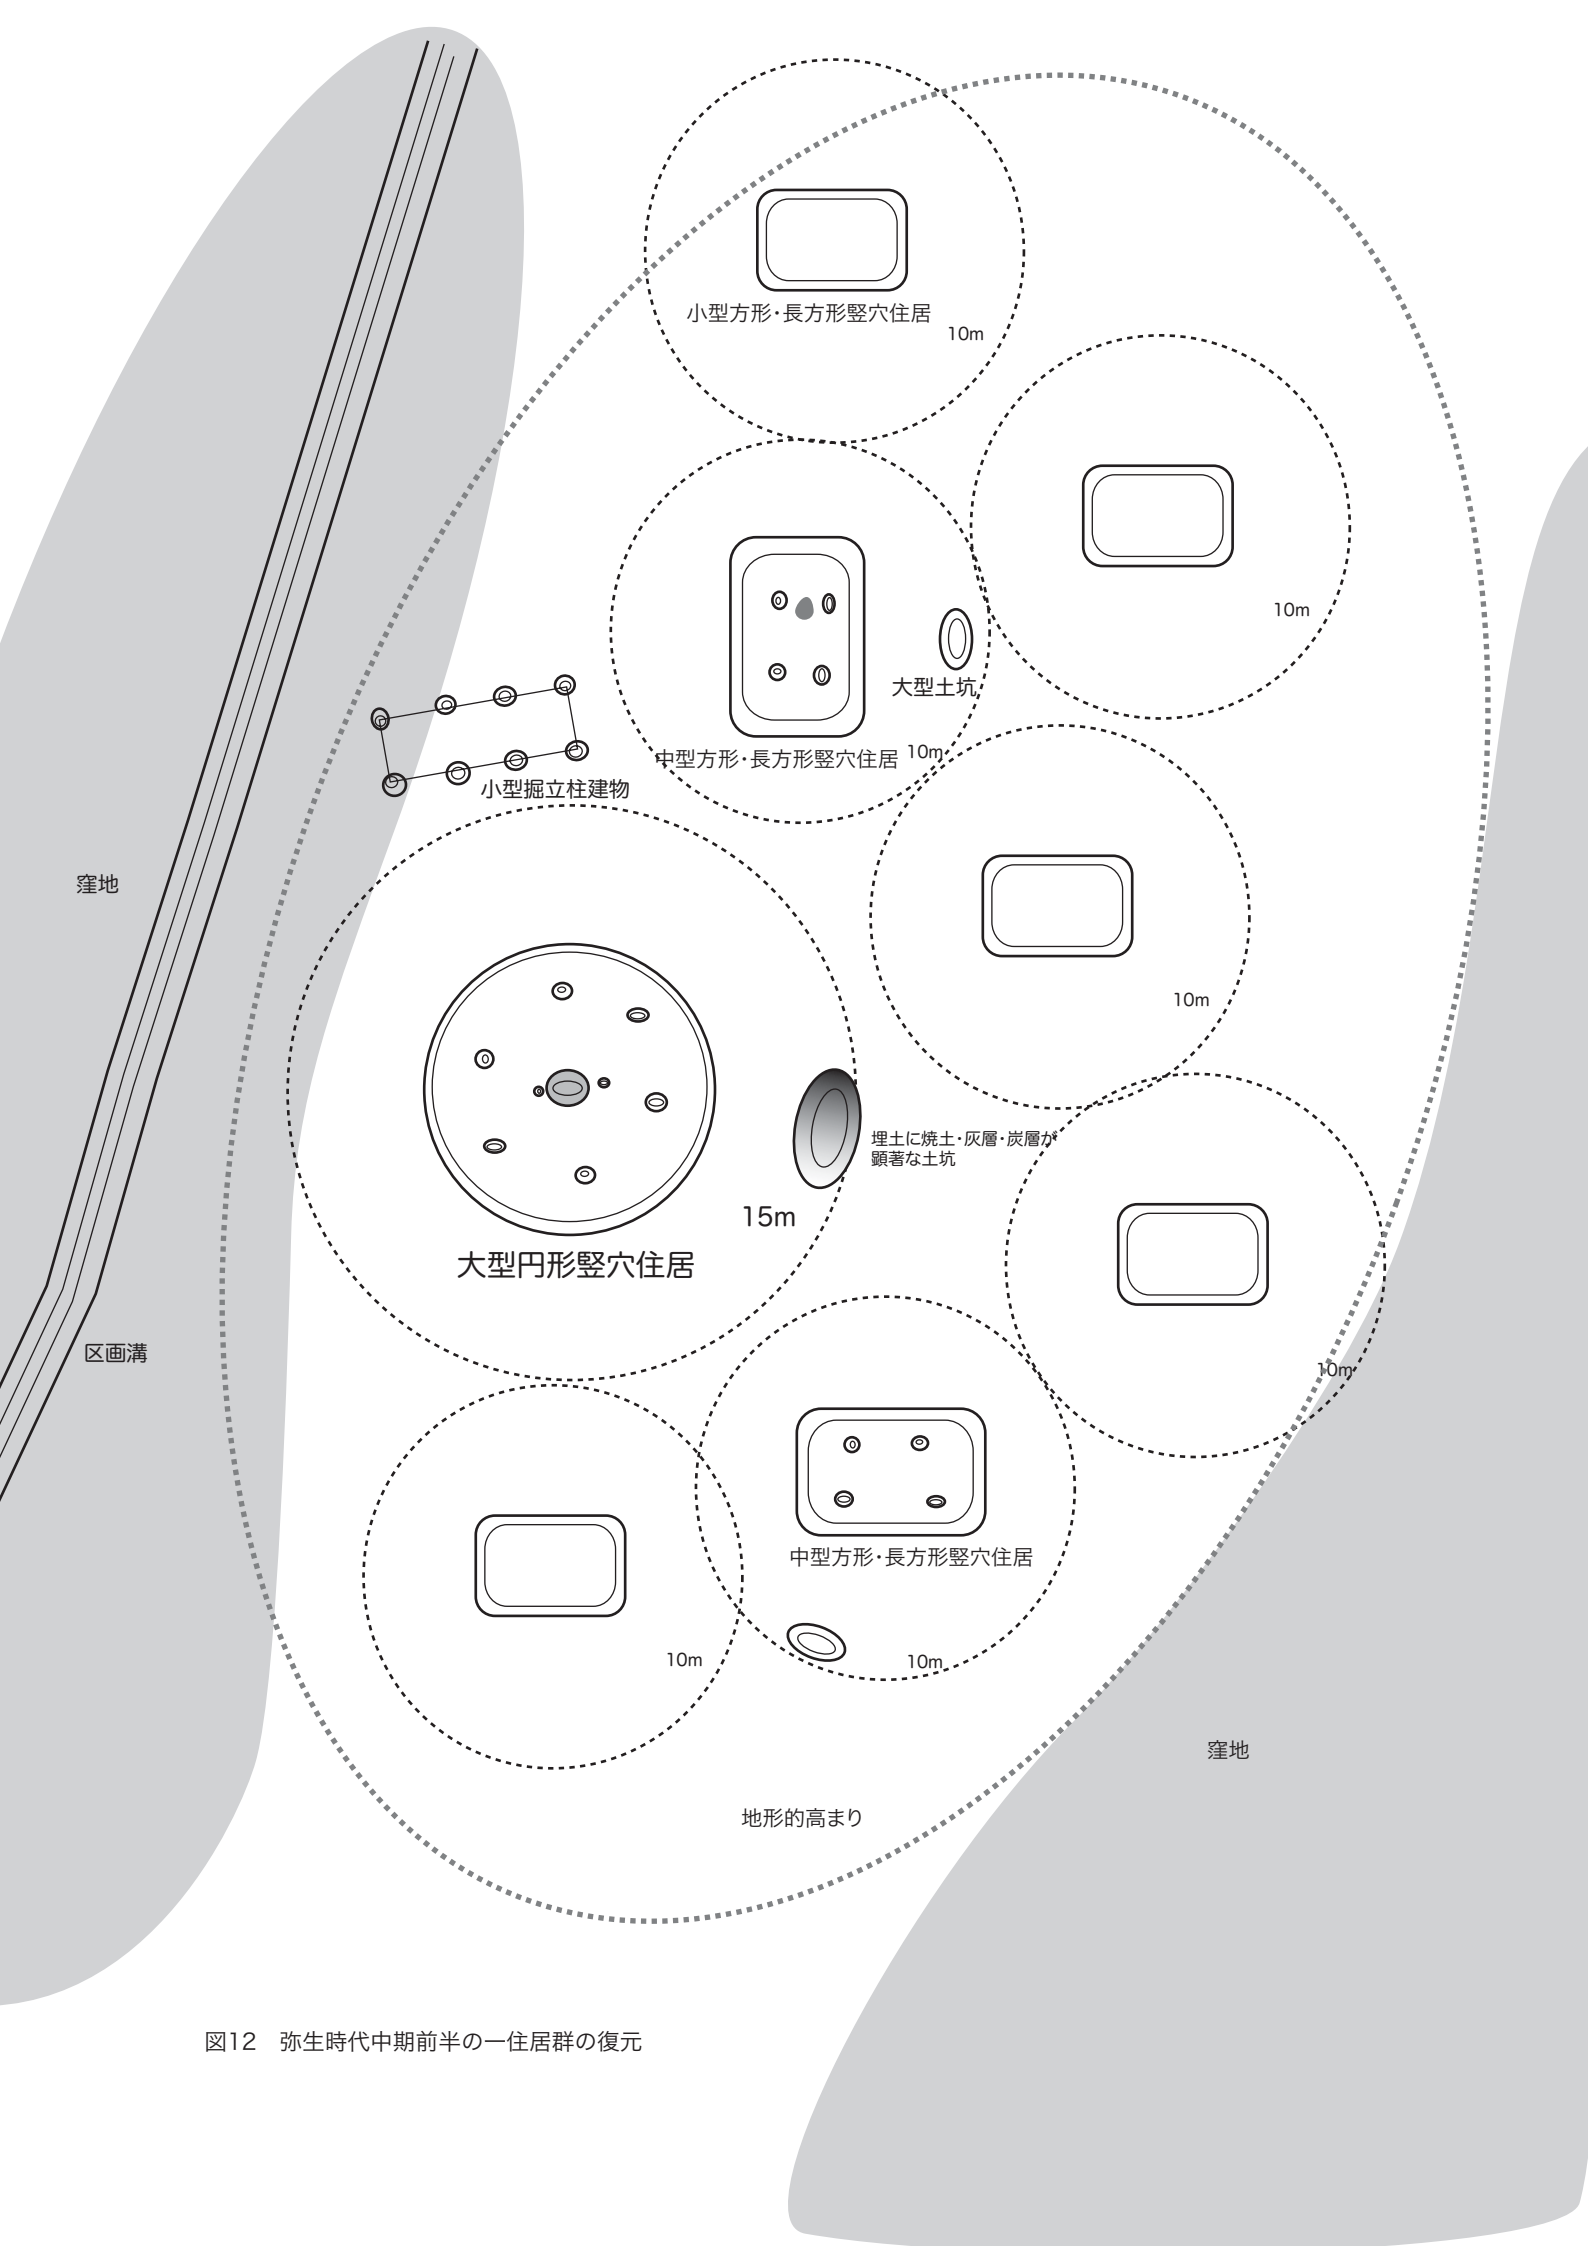 小型方形・長方形竪穴住居
10m
10m
大型土坑
中型方形・長方形竪穴住居
10m
小型掘立柱建物
窪地
10m
埋土に焼土・灰層・炭層が
顕著な土坑
15m
大型円形竪穴住居
区画溝
10m
中型方形・長方形竪穴住居
10m
10m
窪地
地形的高まり
図12　弥生時代中期前半の一住居群の復元